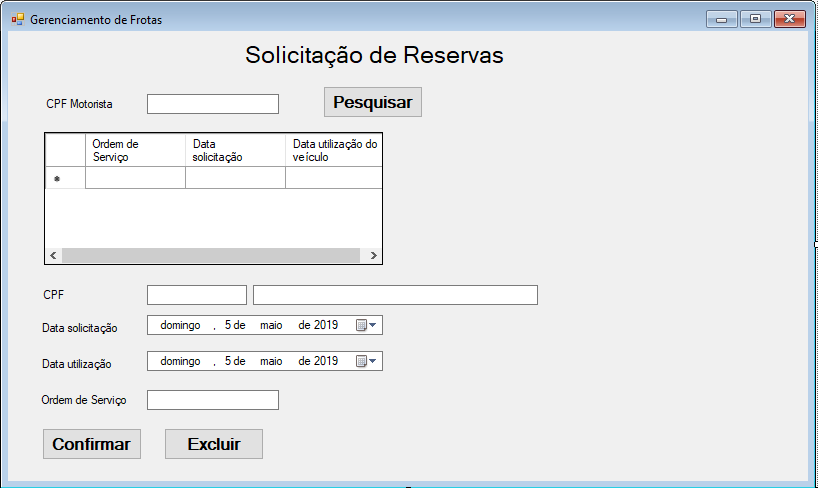 Gerenciamento de Frotas
Solicitação de Reservas
CPF Motorista
Pesquisar
Ordem de Serviço
Data solicitação
Data utilização do veículo
CPF
Data solicitação
domingo , 5 de maio de 2019
Data utilização
domingo , 5 de maio de 2019
Ordem de Serviço
Confirmar
Excluir